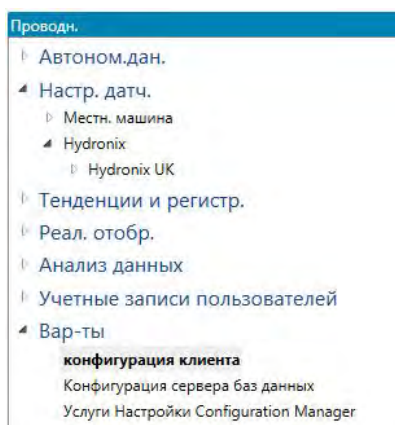 Проводн.
Автоном.дан.
Настр. датч.
Местн. машина
Hydronix
Hydronix UK
Тенденции и регистр.
Реал. отобр.
Анализ данных
Учетные записи пользователей
Вар-ты
конфигурация клиента
Конфигурация сервера баз данных
Услуги Настройки Configuration Manager